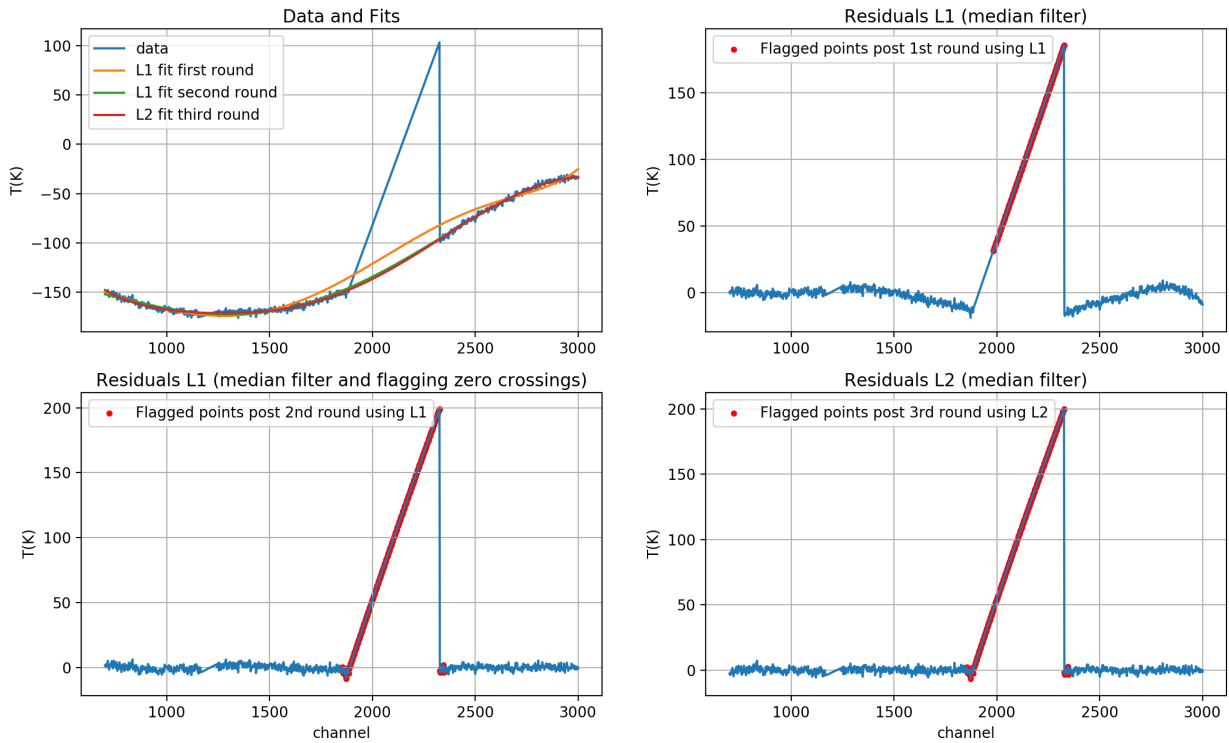 Data and Fits
T(K)
100
50
0
−50
−100
−150
data
L1 fit first round
L1 fit second round
L2 fit third round
1000
1500
2000
2500
3000
Residuals L1 (median filter)
T(K)
150
100
50
0
Flagged points post 1st round using L1
1000
1500
2000
2500
3000
Residuals L1 (median filter and flagging zero crossings)
T(K)
200
150
100
50
0
Flagged points post 2nd round using L1
1000
1500
2000
2500
3000
channel
Residuals L2 (median filter)
T(K)
200
150
100
50
0
Flagged points post 3rd round using L2
1000
1500
2000
2500
3000
channel